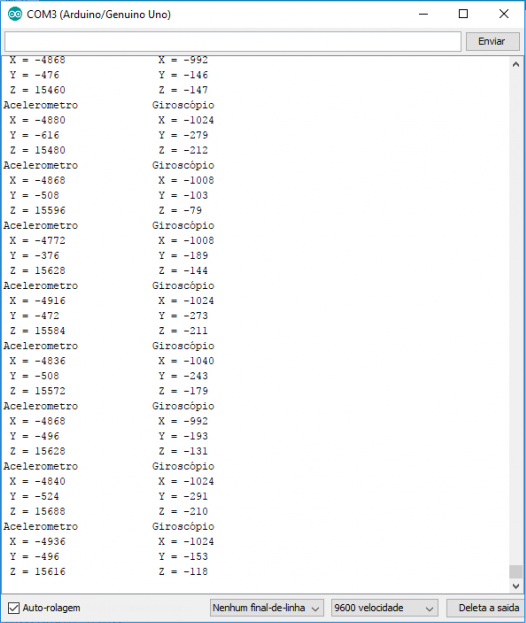 COM3 (Arduino/Genuino Uno)
Enviar
X = -4868 X = -992
Y = -476 Y = -146
Z = 15460 Z = -147
Acelerometro Giroscópio
X = -4880 X = -1024
Y = -616 Y = -279
Z = 15480 Z = -212
Acelerometro Giroscópio
X = -4868 X = -1008
Y = -508 Y = -103
Z = 15596 Z = -79
Acelerometro Giroscópio
X = -4772 X = -1008
Y = -376 Y = -189
Z = 15628 Z = -144
Acelerometro Giroscópio
X = -4916 X = -1024
Y = -472 Y = -273
Z = 15584 Z = -211
Acelerometro Giroscópio
X = -4836 X = -1040
Y = -508 Y = -243
Z = 15572 Z = -179
Acelerometro Giroscópio
X = -4868 X = -992
Y = -496 Y = -193
Z = 15628 Z = -131
Acelerometro Giroscópio
X = -4840 X = -1024
Y = -524 Y = -291
Z = 15688 Z = -210
Acelerometro Giroscópio
X = -4936 X = -1024
Y = -496 Y = -153
Z = 15616 Z = -118
Auto-rolagem Nenhum final-de-linha 9600 velocidade Deleta a saida